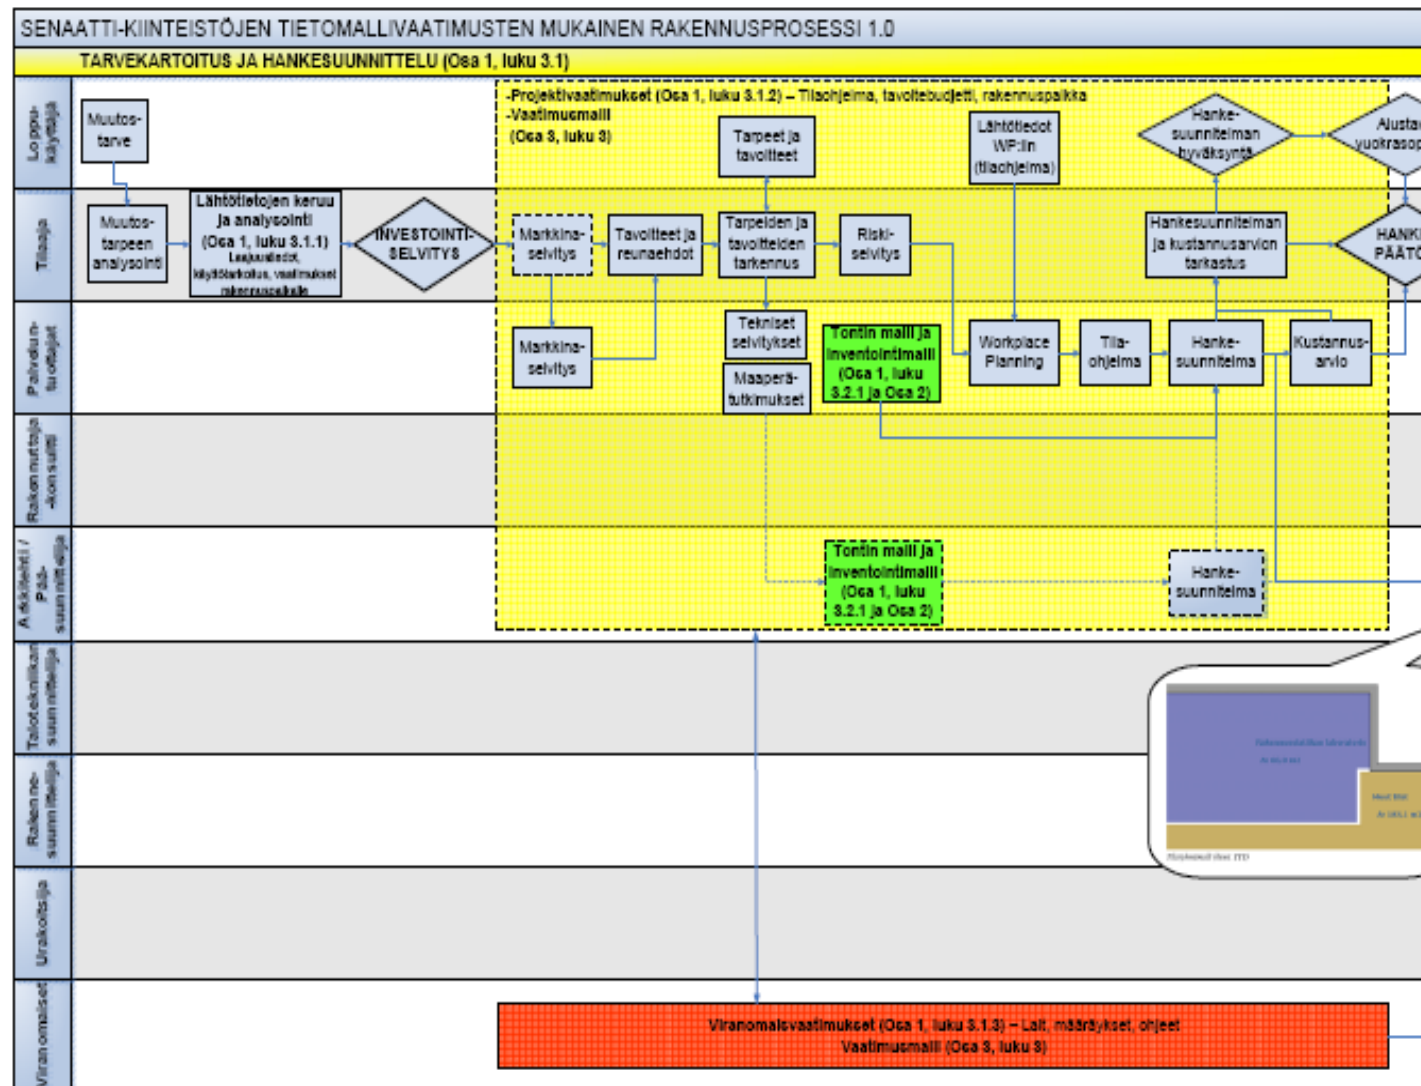 SENAATTI-KIINTEISTÖJEN TIETOMALLIVAATIMUSTEN MUKAINEN RAKENNUSPROSESSI 1.0
TARVEKARTOITUS JA HANKESUUNNITTELU (Osa 1, luku 3.1)
Loppu-
käyttäjä
Muutos-
tarve
-Projektivaatimukset (Osa 1, luku 3.1.2) – Tilaohjelma, tavoitebudjetti, rakennuspaikka
-Vaatimusmalli
(Osa 3, luku 3)
Tarpeet ja
tavoitteet
Lähtötiedot
WP:lin
(tilaohjelma)
Hanke-
suunnitelman
hyväksyntä
Tilaaja
Muutos-
tarpeen
analysointi
Lähtötietojen keruu
ja analysointi
(Osa 1, luku 3.1.1)
Laajuustiedot,
käyttötarkoitus, vaatimukset
rakennuspaikalle
INVESTOINTI-
SELVITYS
Markkina-
selvitys
Tavoitteet ja
reunaehdot
Tarpeiden ja
tavoitteiden
tarkennus
Riski-
selvitys
Hankesuunnitelman
ja kustannusarvion
tarkastus
Palvelun-
tuottajat
Markkina-
selvitys
Tekniset
selvitykset
Maaperä-
tutkimukset
Tontin malli ja
inventointimalli
(Osa 1, luku
3.2.1 ja Osa 2)
Workplace
Planning
Tila-
ohjelma
Hanke-
suunnitelma
Kustannus-
arvio
Rakennuttaja
-konsultti
Arkkitehti /
Pää-
suunnittelija
Tontin malli ja
inventointimalli
(Osa 1, luku
3.2.1 ja Osa 2)
Hanke-
suunnitelma
Talotekniikan
suunnittelija
Rakenne-
suunnittelija
Urakoitsija
Viranomaiset
Viranomaisvaatimukset (Osa 1, luku 3.1.3) – Lait, määräykset, ohjeet
Vaatimusmalli (Osa 3, luku 3)